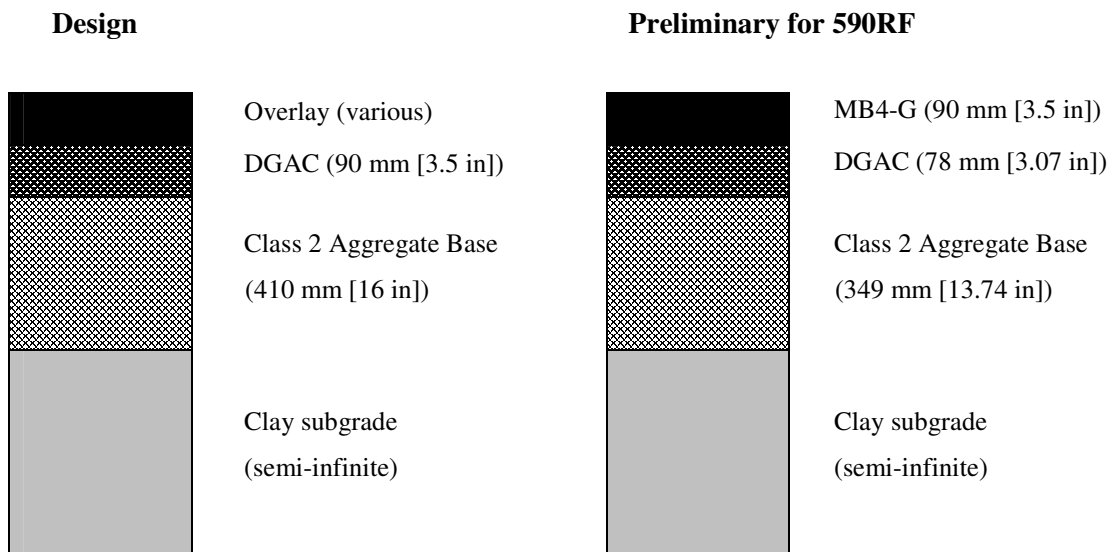 Design
Overlay (various)
DGAC (90 mm [3.5 in])
Class 2 Aggregate Base
(410 mm [16 in])
Clay subgrade
(semi-infinite)
Preliminary for 590RF
MB4-G (90 mm [3.5 in])
DGAC (78 mm [3.07 in])
Class 2 Aggregate Base
(349 mm [13.74 in])
Clay subgrade
(semi-infinite)